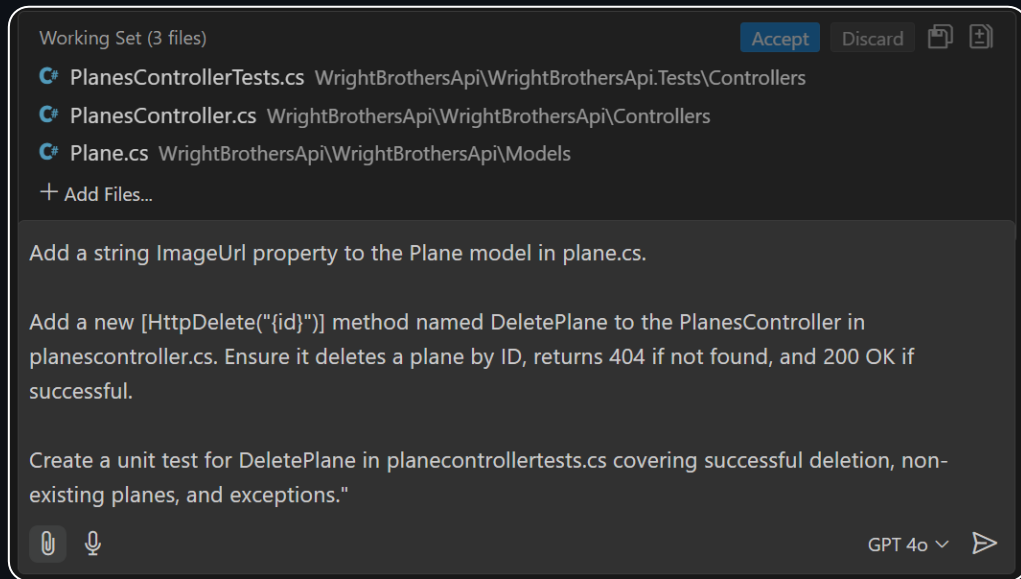 Working Set (3 files)
Accept
Discard
C# PlanesControllerTests.cs WrightBrothersApi\WrightBrothersApi.Tests\Controllers
C# PlanesController.cs WrightBrothersApi\WrightBrothersApi\Controllers
C# Plane.cs WrightBrothersApi\WrightBrothersApi\Models
+ Add Files...
Add a string ImageUrl property to the Plane model in plane.cs.
Add a new [HttpDelete("{id}")] method named DeletePlane to the PlanesController in
planescontroller.cs. Ensure it deletes a plane by ID, returns 404 if not found, and 200 OK if
successful.
Create a unit test for DeletePlane in planecontrollertests.cs covering successful deletion, non-
existing planes, and exceptions."
GPT 4o